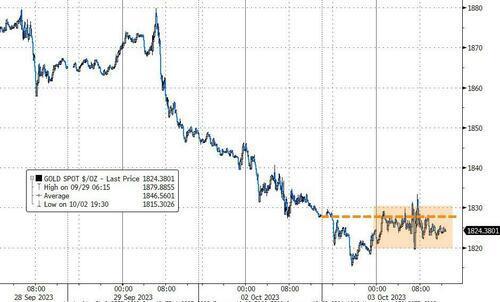 1880
1870
1860
1850
1840
1830
1824.3801
1820
1810
GOLD SPOT $/OZ - Last Price 1824.3801
High on 09/29 06:15 1879.8855
Average 1846.5601
Low on 10/02 19:30 1815.3026
08:00 00:00 08:00 00:00 08:00 00:00 08:00
28 Sep 2023 29 Sep 2023 02 Oct 2023 03 Oct 2023